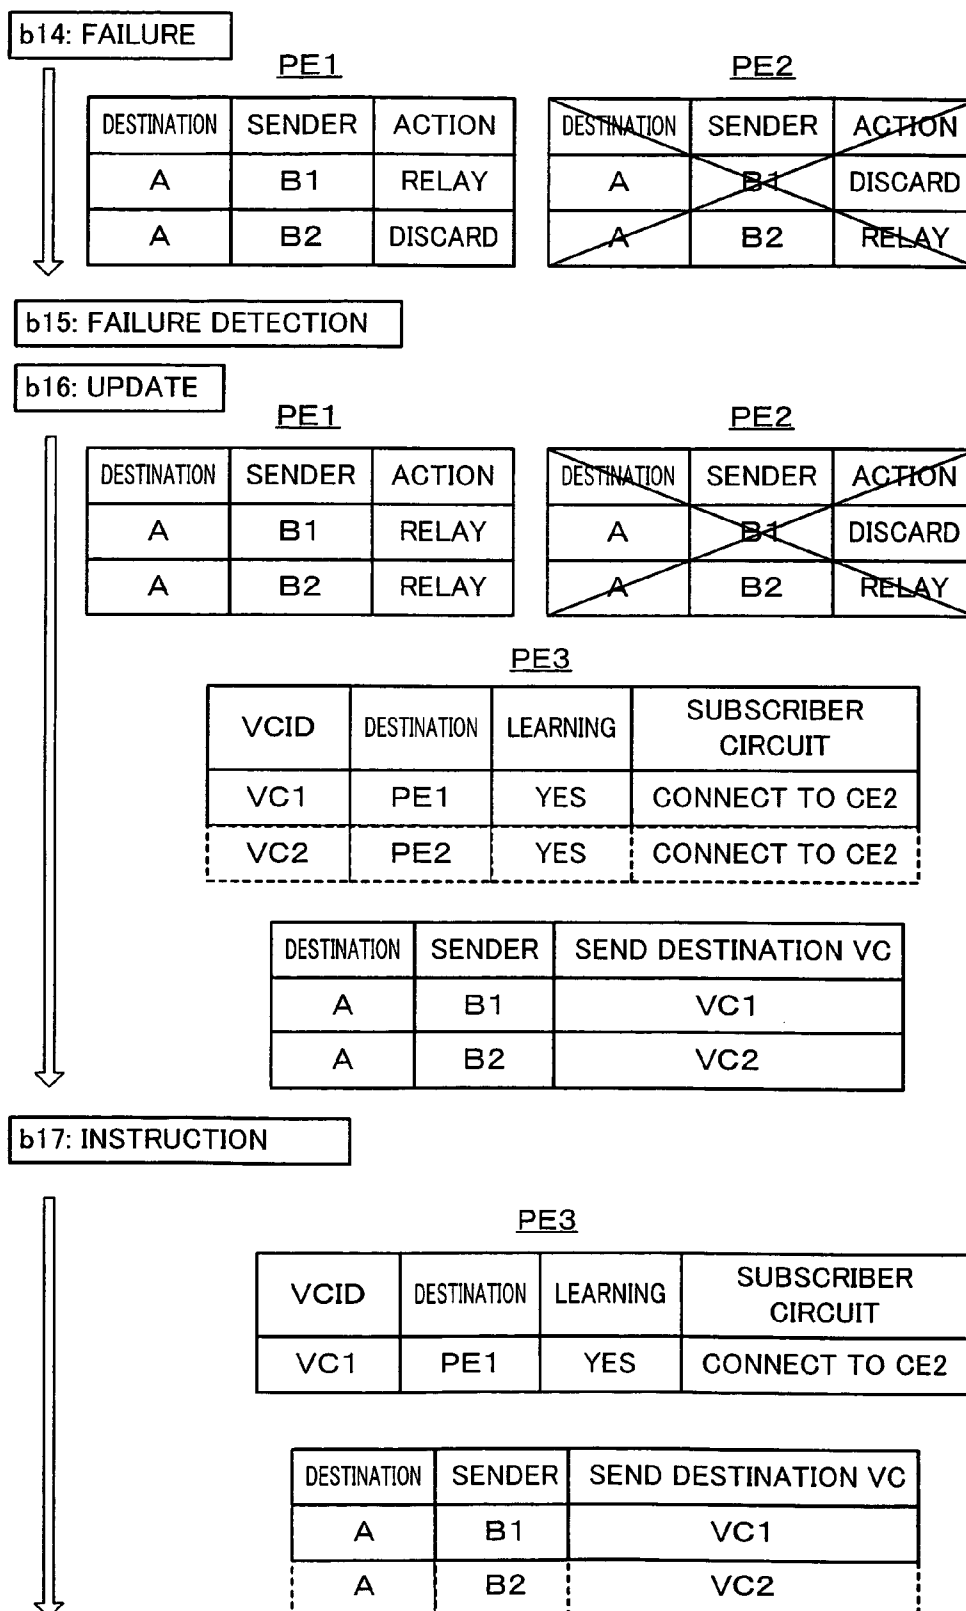 b14: FAILURE
PE1
PE2
DESTINATION SENDER ACTION
A B1 RELAY
A B2 DISCARD
DESTINATION SENDER ACTION
A B1 DISCARD
A B2 RELAY
b15: FAILURE DETECTION
b16: UPDATE
PE1
PE2
DESTINATION SENDER ACTION
A B1 RELAY
A B2 RELAY
DESTINATION SENDER ACTION
A B1 DISCARD
A B2 RELAY
PE3
VCID DESTINATION LEARNING SUBSCRIBER
CIRCUIT
VC1 PE1 YES CONNECT TO CE2
VC2 PE2 YES CONNECT TO CE2
DESTINATION SENDER SEND DESTINATION VC
A B1 VC1
A B2 VC2
b17: INSTRUCTION
PE3
VCID DESTINATION LEARNING SUBSCRIBER
CIRCUIT
VC1 PE1 YES CONNECT TO CE2
DESTINATION SENDER SEND DESTINATION VC
A B1 VC1
A B2 VC2